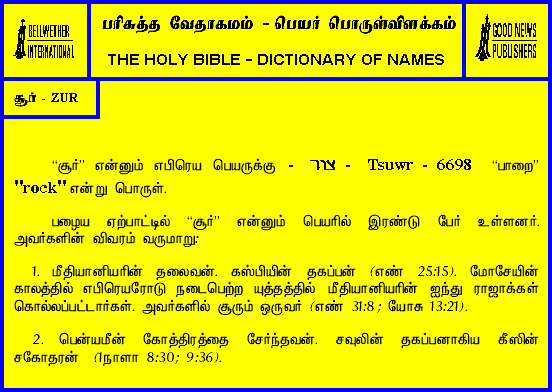 BELLWETHER
INTERNATIONAL
பரிசுத்த வேதாகமம் - பெயர் பொருள்விளக்கம்
THE HOLY BIBLE - DICTIONARY OF NAMES
GOOD NEWS
PUBLISHERS
சூர் - ZUR
“சூர்” என்னும் எபிரெய பெயருக்கு - צור - Tsuwr - 6698 “பாறை”
"rock" என்று பொருள்.
பழைய ஏற்பாட்டில் “சூர்” என்னும் பெயரில் இரண்டு பேர் உள்ளனர்.
அவர்களின் விவரம் வருமாறு:
1. மீதியானியரின் தலைவன். கஸ்பியின் தகப்பன் (எண் 25:15). மோசேயின்
காலத்தில் எபிரெயரோடு நடைபெற்ற யுத்தத்தில் மீதியானியரின் ஐந்து ராஜாக்கள்
கொல்லப்பட்டார்கள். அவர்களில் சூரும் ஒருவர் (எண் 31:8; யோசு 13:21).
2. பென்யமீன் கோத்திரத்தை சேர்ந்தவன். சவுலின் தகப்பனாகிய கீஸின்
சகோதரன் (1நாளா 8:30; 9:36).